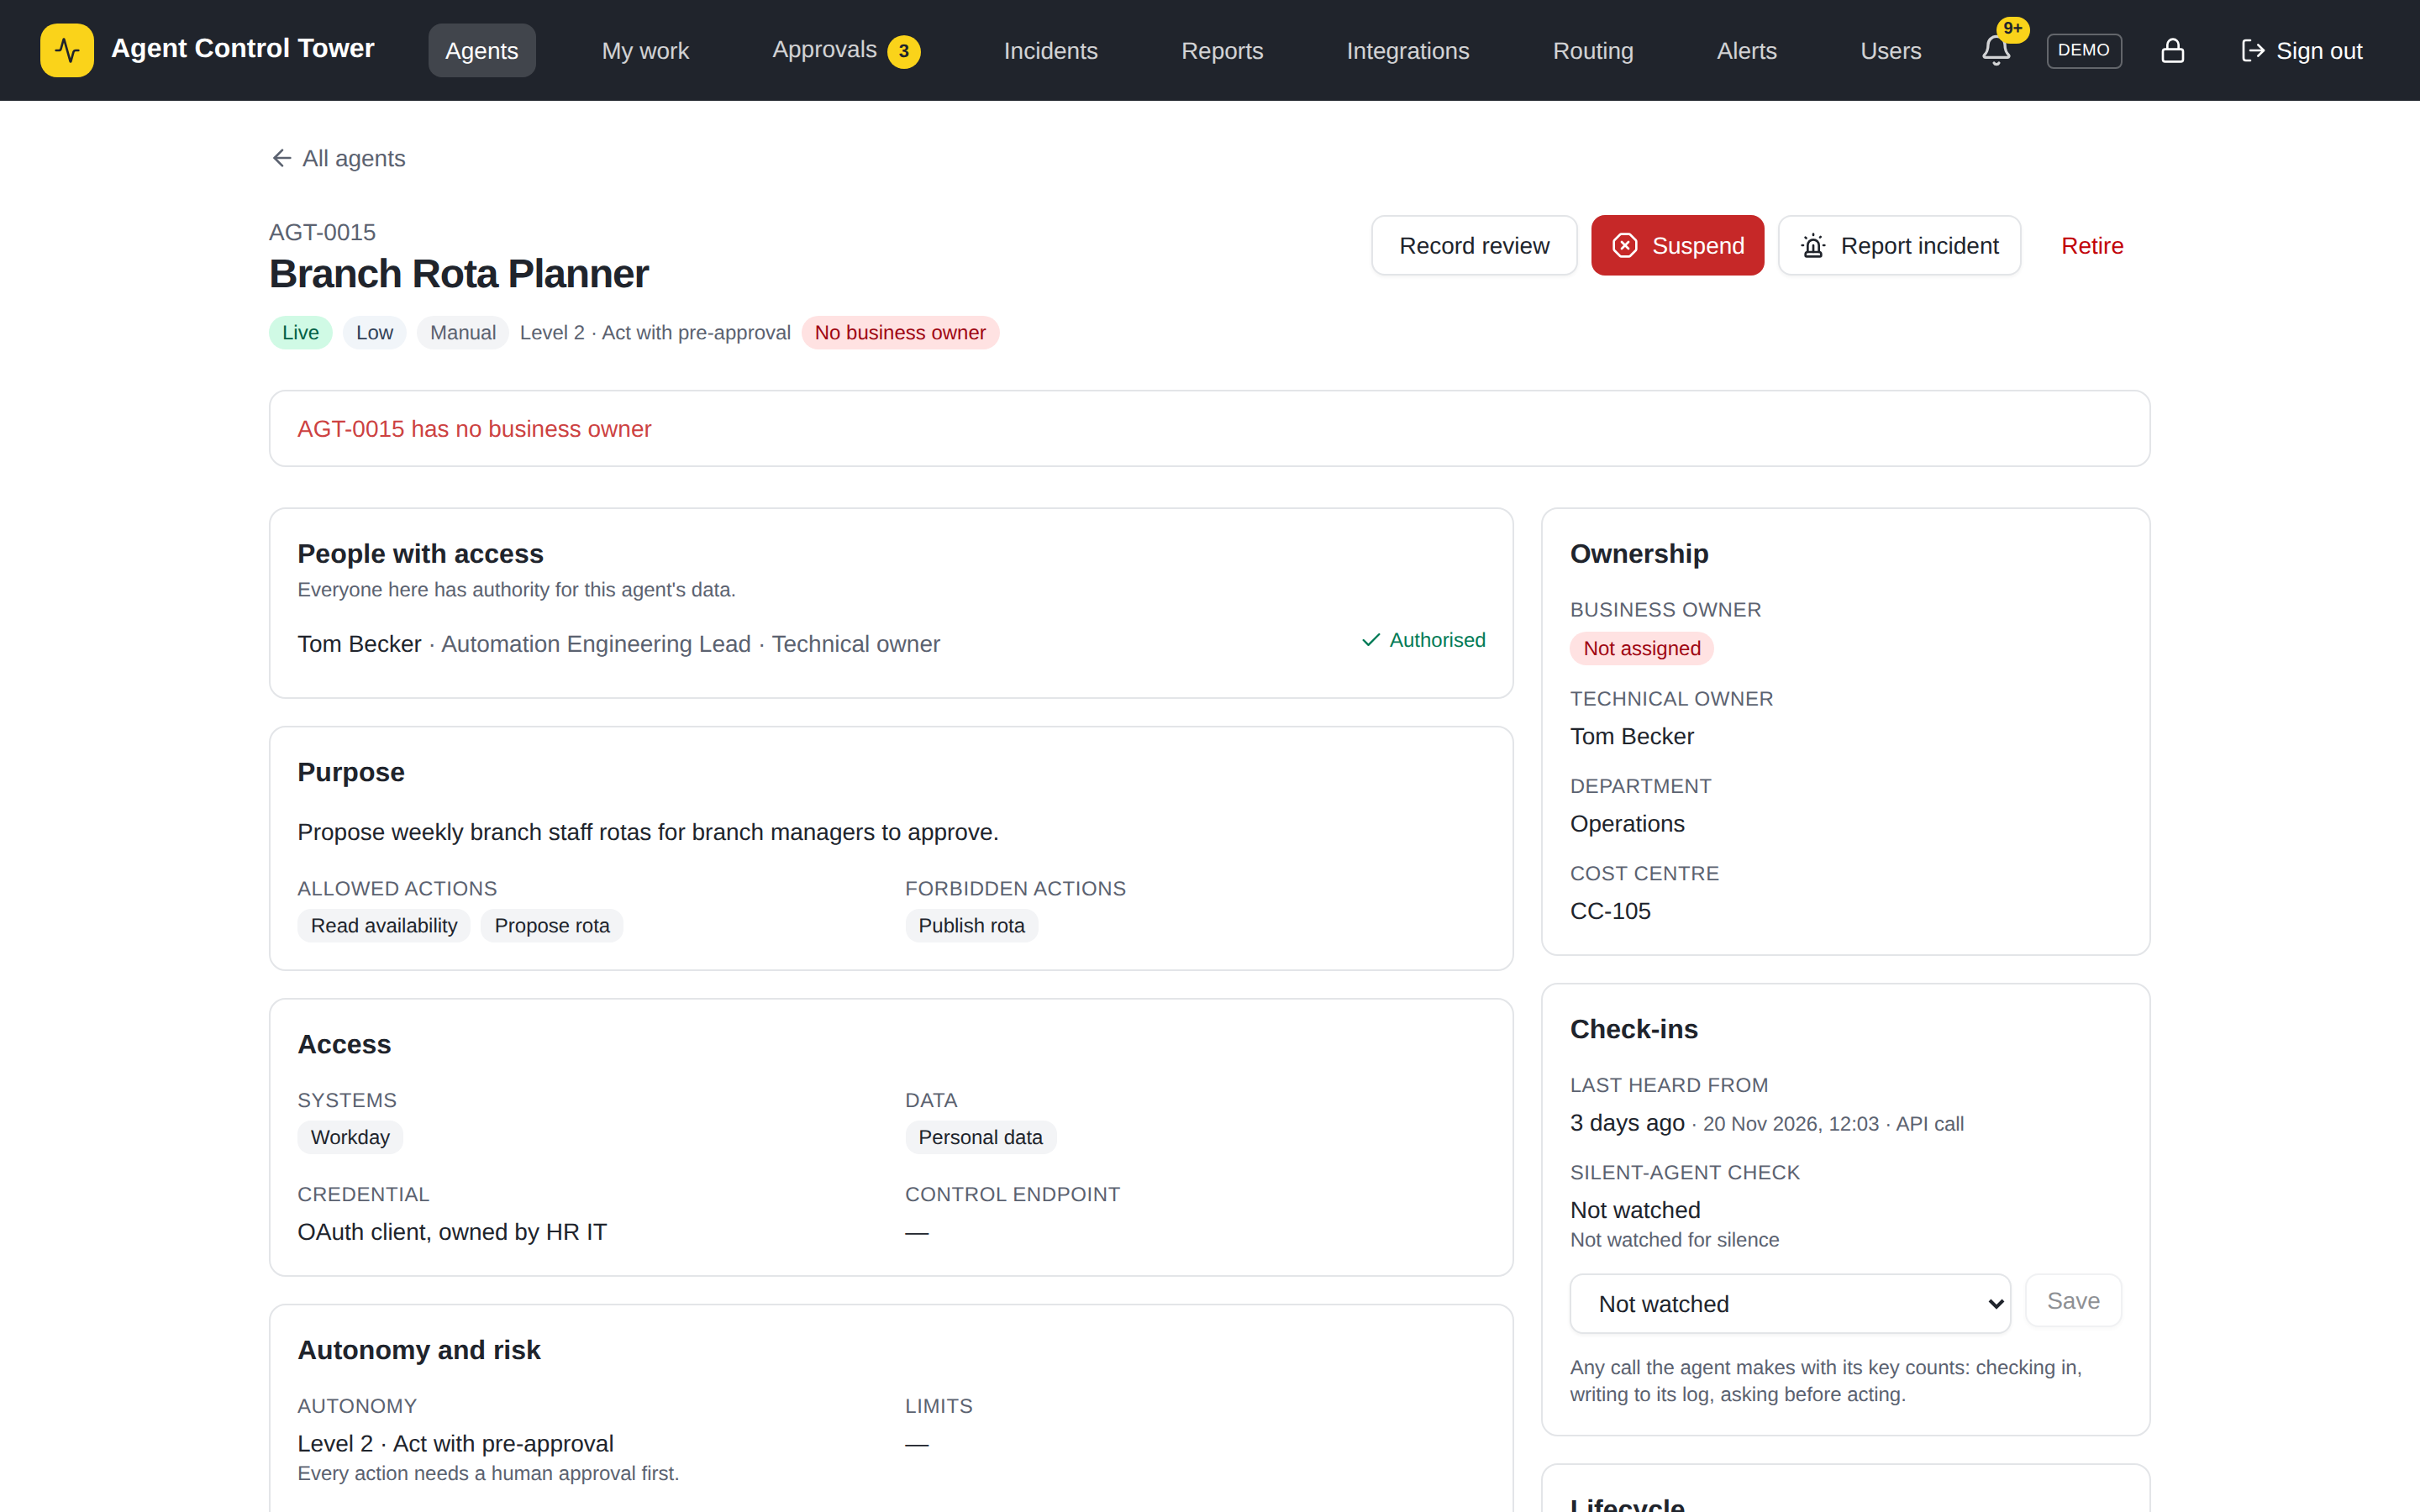 Agent Control Tower
Agents
My work
Approvals 3
Incidents
Reports
Integrations
Routing
Alerts
Users
9+
DEMO
Sign out
All agents
AGT-0015
Branch Rota Planner
Record review
Suspend
Report incident
Retire
Live
Low
Manual
Level 2 · Act with pre-approval
No business owner
AGT-0015 has no business owner
People with access
Everyone here has authority for this agent's data.
Tom Becker · Automation Engineering Lead · Technical owner
Authorised
Purpose
Propose weekly branch staff rotas for branch managers to approve.
ALLOWED ACTIONS
Read availability
Propose rota
FORBIDDEN ACTIONS
Publish rota
Access
SYSTEMS
Workday
DATA
Personal data
CREDENTIAL
OAuth client, owned by HR IT
CONTROL ENDPOINT
—
Autonomy and risk
AUTONOMY
Level 2 · Act with pre-approval
Every action needs a human approval first.
LIMITS
—
Ownership
BUSINESS OWNER
Not assigned
TECHNICAL OWNER
Tom Becker
DEPARTMENT
Operations
COST CENTRE
CC-105
Check-ins
LAST HEARD FROM
3 days ago · 20 Nov 2026, 12:03 · API call
SILENT-AGENT CHECK
Not watched
Not watched for silence
Not watched
Save
Any call the agent makes with its key counts: checking in,
writing to its log, asking before acting.
Lifecycle